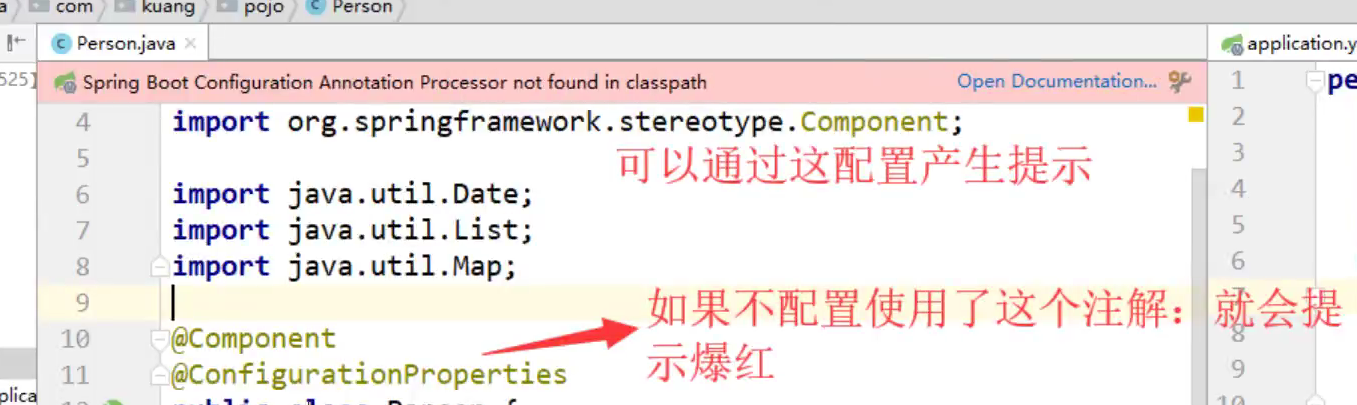 com kuang pojo Person
Person.java
application.y
525]
Spring Boot Configuration Annotation Processor not found in classpath
Open Documentation...
4 import org.springframework.stereotype.Component;
5
可以通过这配置产生提示
6 import java.util.Date;
7 import java.util.List;
8 import java.util.Map;
9
如果不配置使用了这个注解：就会提
示爆红
10 @Component
11 @ConfigurationProperties
1 pe
2
3
4
5
6
7
8
9
10